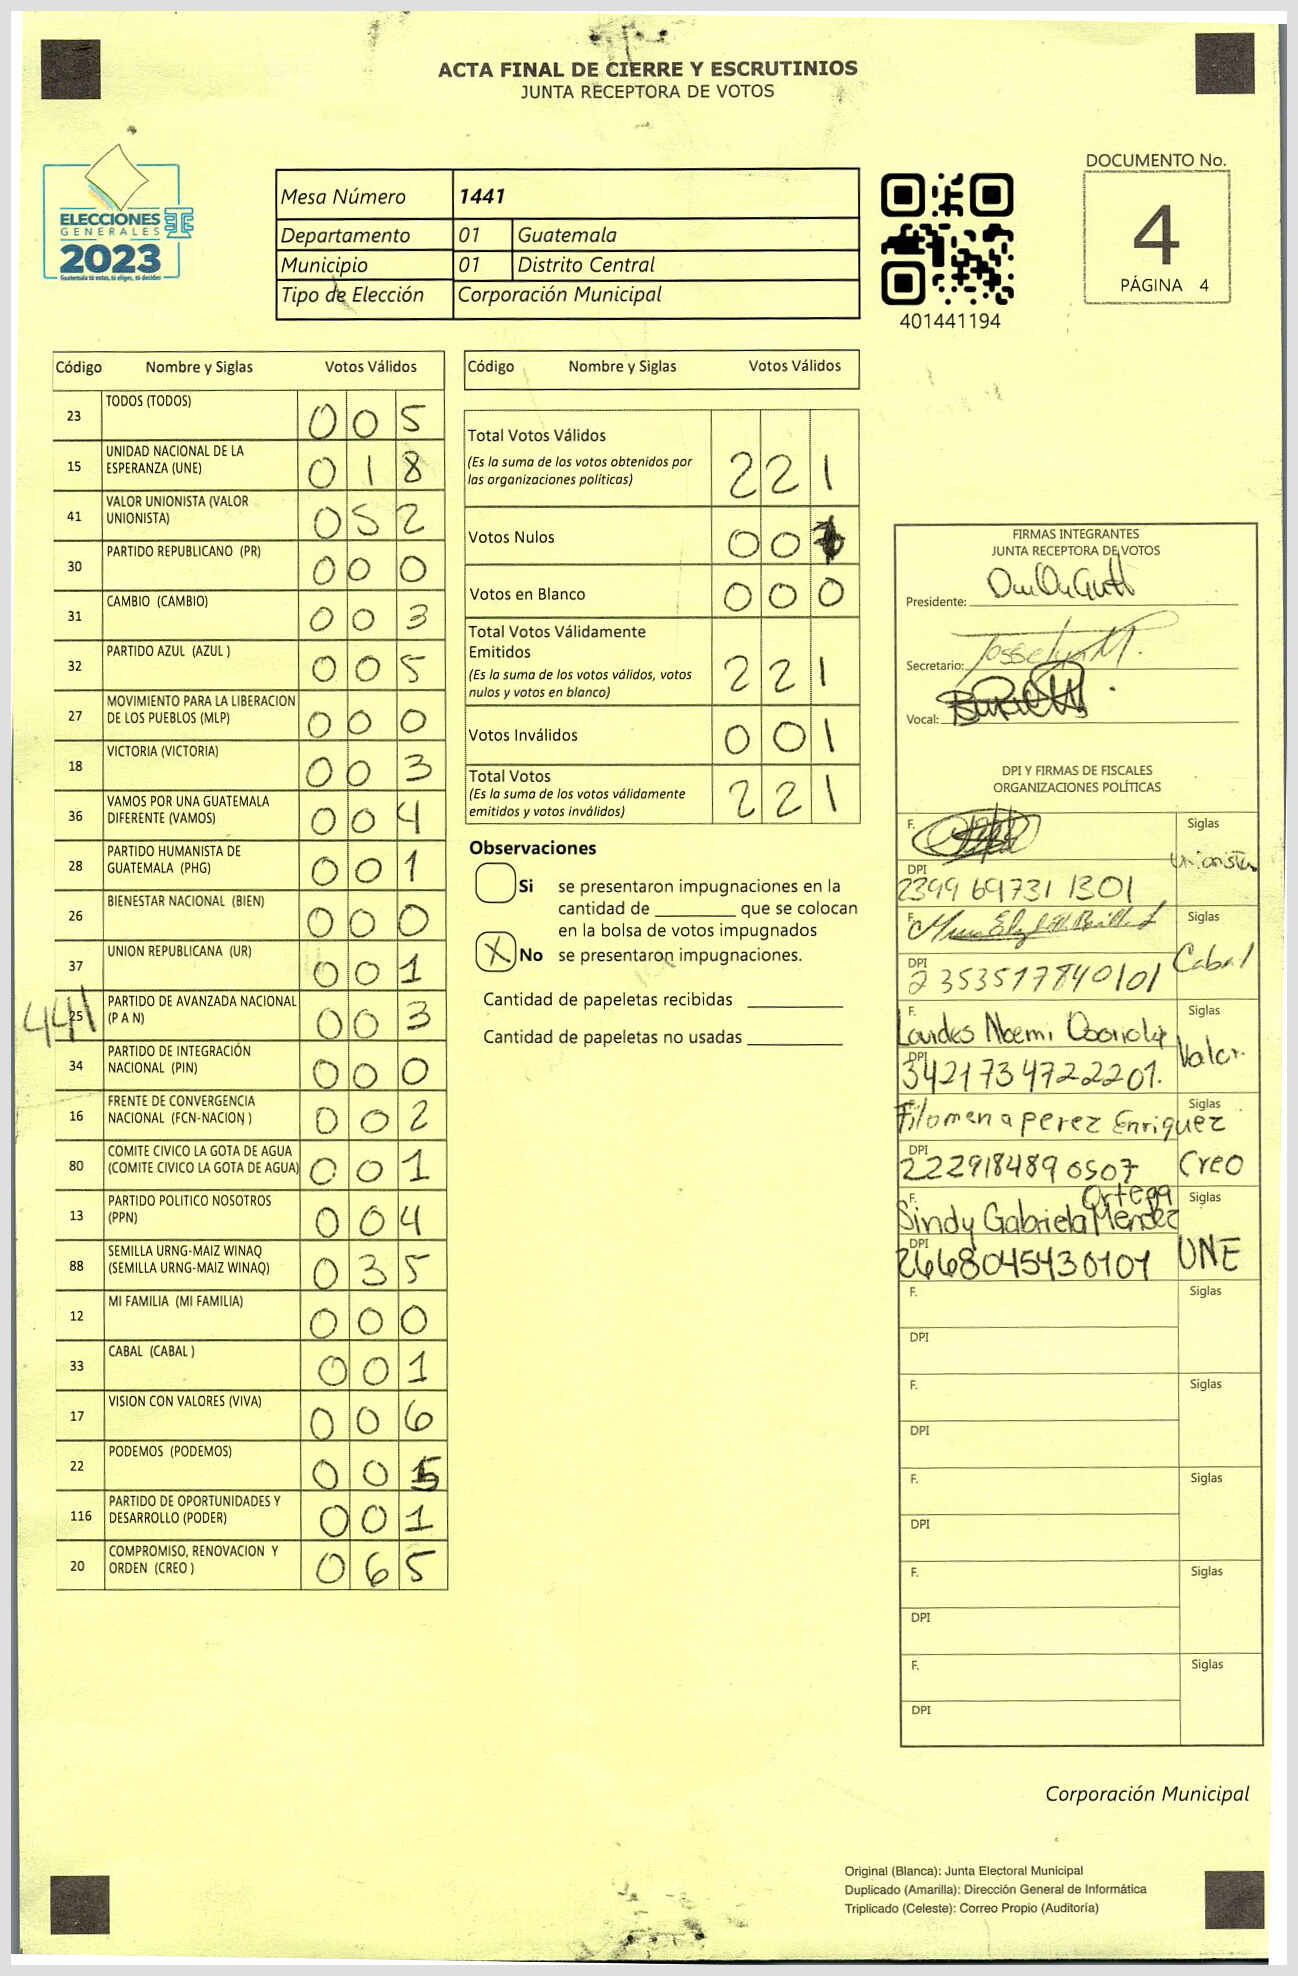 ACTA FINAL DE CIERRE Y ESCRUTINIOS
JUNTA RECEPTORA DE VOTOS
ELECCIONES
GENERALES
2023
Guatemala tú votas, tú eliges, tú decides
Mesa Número 1441
Departamento 01 Guatemala
Municipio 01 Distrito Central
Tipo de Elección Corporación Municipal
401441194
DOCUMENTO No.
4
PÁGINA 4
Código Nombre y Siglas Votos Válidos
23 TODOS (TODOS) 0 0 5
15 UNIDAD NACIONAL DE LA ESPERANZA (UNE) 0 1 8
41 VALOR UNIONISTA (VALOR UNIONISTA) 0 5 2
30 PARTIDO REPUBLICANO (PR) 0 0 0
31 CAMBIO (CAMBIO) 0 0 3
32 PARTIDO AZUL (AZUL ) 0 0 5
27 MOVIMIENTO PARA LA LIBERACION DE LOS PUEBLOS (MLP) 0 0 0
18 VICTORIA (VICTORIA) 0 0 3
36 VAMOS POR UNA GUATEMALA DIFERENTE (VAMOS) 0 0 4
28 PARTIDO HUMANISTA DE GUATEMALA (PHG) 0 0 1
26 BIENESTAR NACIONAL (BIEN) 0 0 0
37 UNION REPUBLICANA (UR) 0 0 1
441
25 PARTIDO DE AVANZADA NACIONAL (P A N) 0 0 3
34 PARTIDO DE INTEGRACIÓN NACIONAL (PIN) 0 0 0
16 FRENTE DE CONVERGENCIA NACIONAL (FCN-NACION ) 0 0 2
80 COMITE CIVICO LA GOTA DE AGUA (COMITE CIVICO LA GOTA DE AGUA) 0 0 1
13 PARTIDO POLITICO NOSOTROS (PPN) 0 0 4
88 SEMILLA URNG-MAIZ WINAQ (SEMILLA URNG-MAIZ WINAQ) 0 3 5
12 MI FAMILIA (MI FAMILIA) 0 0 0
33 CABAL (CABAL ) 0 0 1
17 VISION CON VALORES (VIVA) 0 0 6
22 PODEMOS (PODEMOS) 0 0 5
116 PARTIDO DE OPORTUNIDADES Y DESARROLLO (PODER) 0 0 1
20 COMPROMISO, RENOVACION Y ORDEN (CREO ) 0 6 5
Código Nombre y Siglas Votos Válidos
Total Votos Válidos 2 2 1
(Es la suma de los votos obtenidos por
las organizaciones políticas)
Votos Nulos 0 0
Votos en Blanco 0 0 0
Total Votos Válidamente
Emitidos 2 2 1
(Es la suma de los votos válidos, votos
nulos y votos en blanco)
Votos Inválidos 0 0 1
Total Votos 2 2 1
(Es la suma de los votos válidamente
emitidos y votos inválidos)
Observaciones
Si se presentaron impugnaciones en la
cantidad de ________ que se colocan
en la bolsa de votos impugnados
X No se presentaron impugnaciones.
Cantidad de papeletas recibidas
Cantidad de papeletas no usadas
FIRMAS INTEGRANTES
JUNTA RECEPTORA DE VOTOS
Presidente:
Secretario: Josselyn M.
Vocal:
DPI Y FIRMAS DE FISCALES
ORGANIZACIONES POLÍTICAS
F. Siglas
Unionista
DPI 2399 69731 1301
F. Siglas
Cabal
DPI 2353517840101
F. Lourdes Noemi Siglas
Valor.
DPI 3421734722201.
Filomena perez Enriquez Siglas
DPI 222918489 0507 Creo
F. Sindy Gabriela Mendez Ortega Siglas
DPI 2668045430101 UNE
F. Siglas
DPI
F. Siglas
DPI
F. Siglas
DPI
F. Siglas
DPI
F. Siglas
DPI
Corporación Municipal
Original (Blanca): Junta Electoral Municipal
Duplicado (Amarilla): Dirección General de Informática
Triplicado (Celeste): Correo Propio (Auditoría)